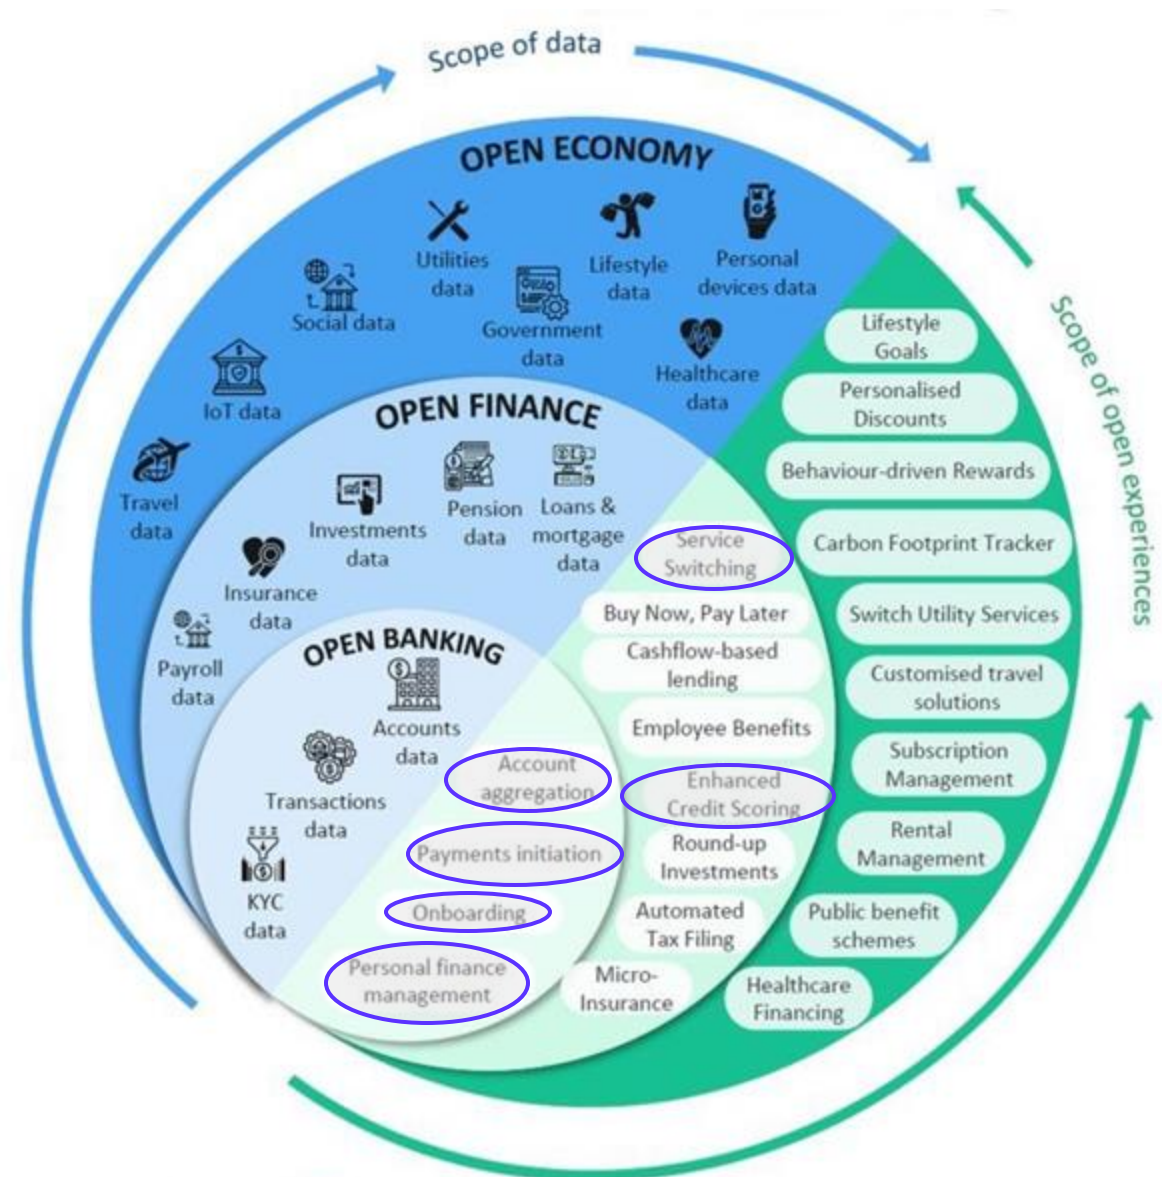 Scope of data
OPEN ECONOMY
Utilities
data
Lifestyle
data
Personal
devices data
Social data
Government
data
Healthcare
data
IoT data
Travel
data
OPEN FINANCE
Pension
data
Loans &
mortgage
data
Investments
data
Insurance
data
Payroll
data
OPEN BANKING
Accounts
data
Transactions
data
KYC
data
Account
aggregation
Payments initiation
Onboarding
Personal finance
management
Service
Switching
Buy Now, Pay Later
Cashflow-based
lending
Employee Benefits
Enhanced
Credit Scoring
Round-up
Investments
Automated
Tax Filing
Micro-
Insurance
Lifestyle
Goals
Personalised
Discounts
Behaviour-driven Rewards
Carbon Footprint Tracker
Switch Utility Services
Customised travel
solutions
Subscription
Management
Rental
Management
Public benefit
schemes
Healthcare
Financing
Scope of open experiences